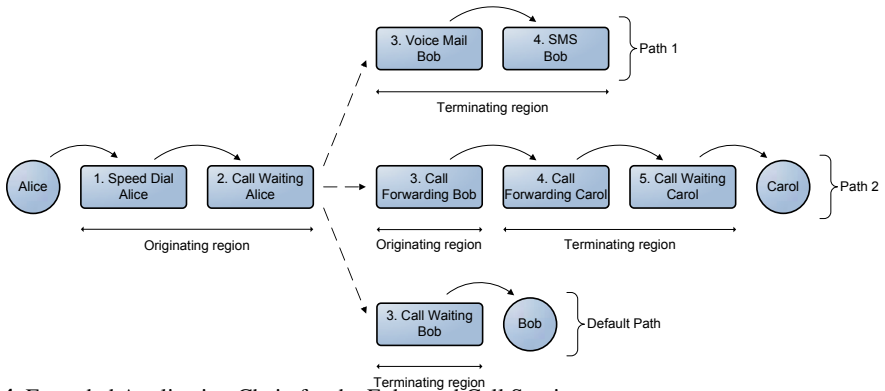 3. Voice Mail
Bob
4. SMS
Bob
Path 1
Terminating region
Alice
1. Speed Dial
Alice
2. Call Waiting
Alice
3. Call
Forwarding Bob
4. Call
Forwarding Carol
5. Call Waiting
Carol
Carol
Path 2
Originating region
Originating region
Terminating region
3. Call Waiting
Bob
Bob
Default Path
Terminating region